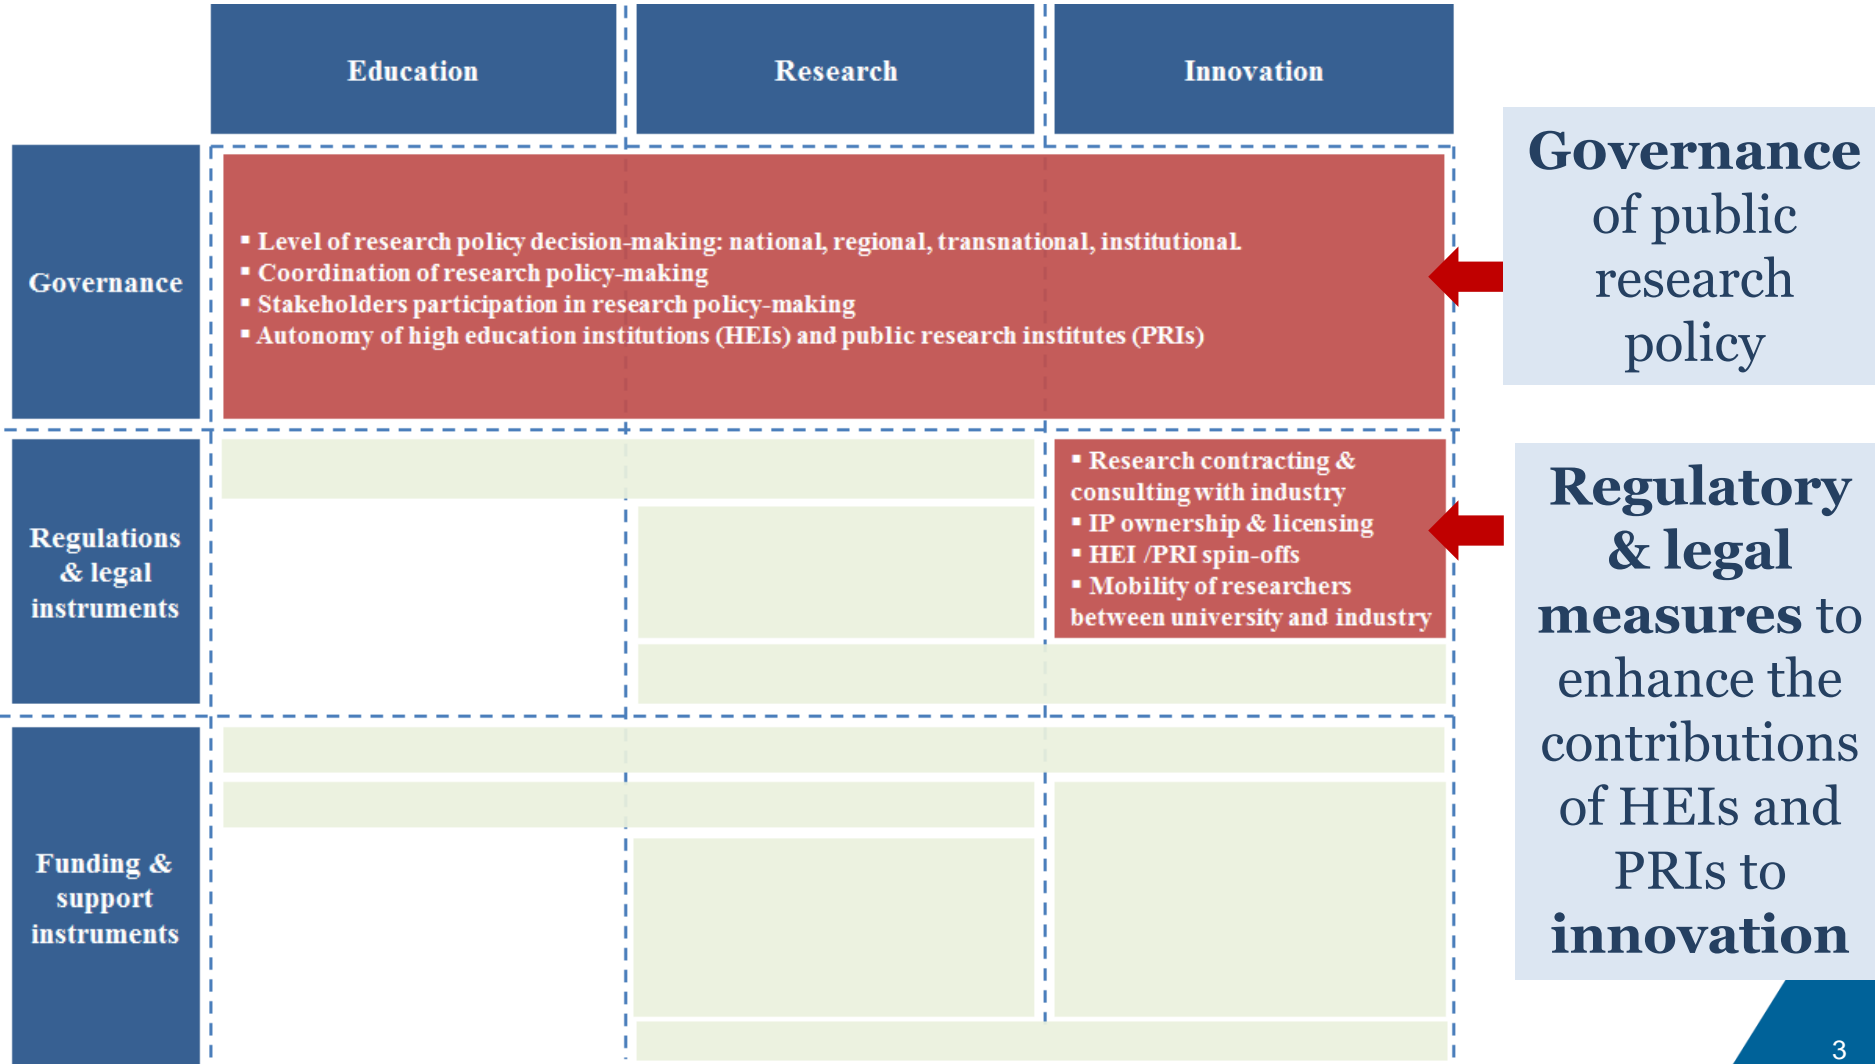 Education
Research
Innovation
Governance
▪ Level of research policy decision-making: national, regional, transnational, institutional.
▪ Coordination of research policy-making
▪ Stakeholders participation in research policy-making
▪ Autonomy of high education institutions (HEIs) and public research institutes (PRIs)
Governance
of public
research
policy
Regulations
& legal
instruments
▪ Research contracting &
consulting with industry
▪ IP ownership & licensing
▪ HEI /PRI spin-offs
▪ Mobility of researchers
between university and industry
Regulatory
& legal
measures to
enhance the
contributions
of HEIs and
PRIs to
innovation
Funding &
support
instruments
3